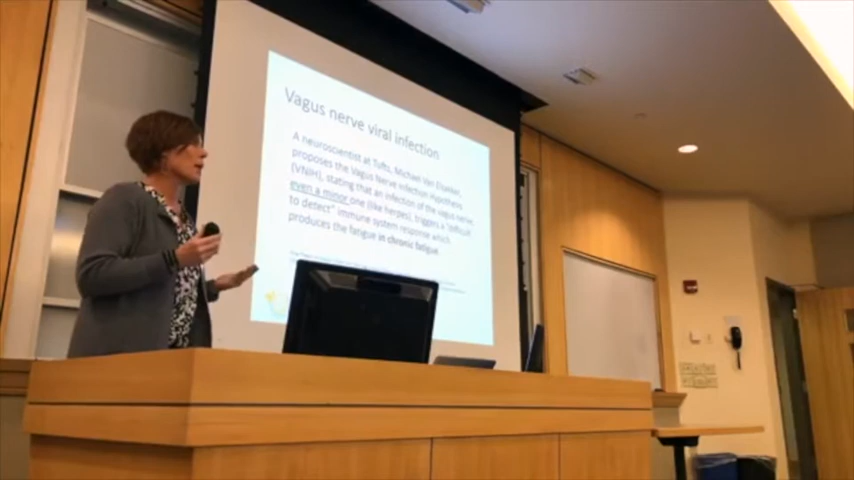 Vagus nerve viral infection
A neuroscientist at Tufts, Michael Van Elzakker,
proposes the Vagus Nerve Infection Hypothesis
(VNIH), stating that an infection of the vagus nerve,
even a minor one (like herpes), triggers a "difficult
to detect" immune system response which
produces the fatigue in chronic fatigue.